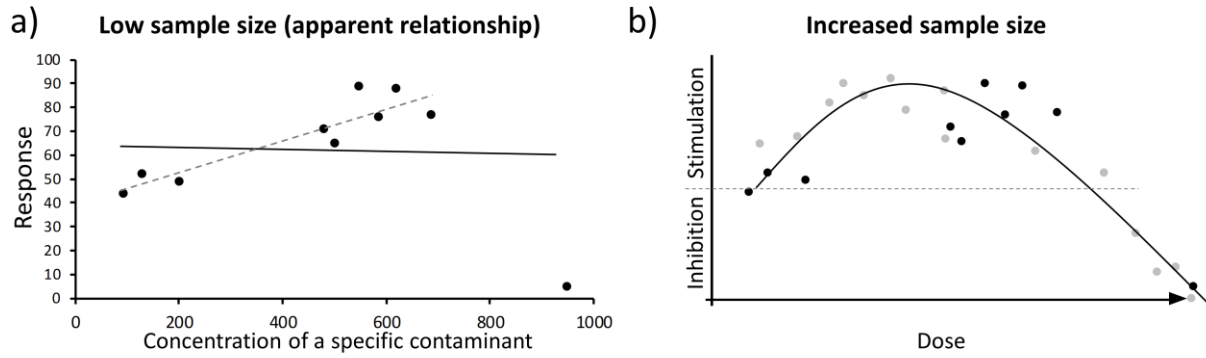 a) Low sample size (apparent relationship)
Response
100
90
80
70
60
50
40
30
20
10
0
0 200 400 600 800 1000
Concentration of a specific contaminant
b) Increased sample size
Stimulation
Inhibition
Dose